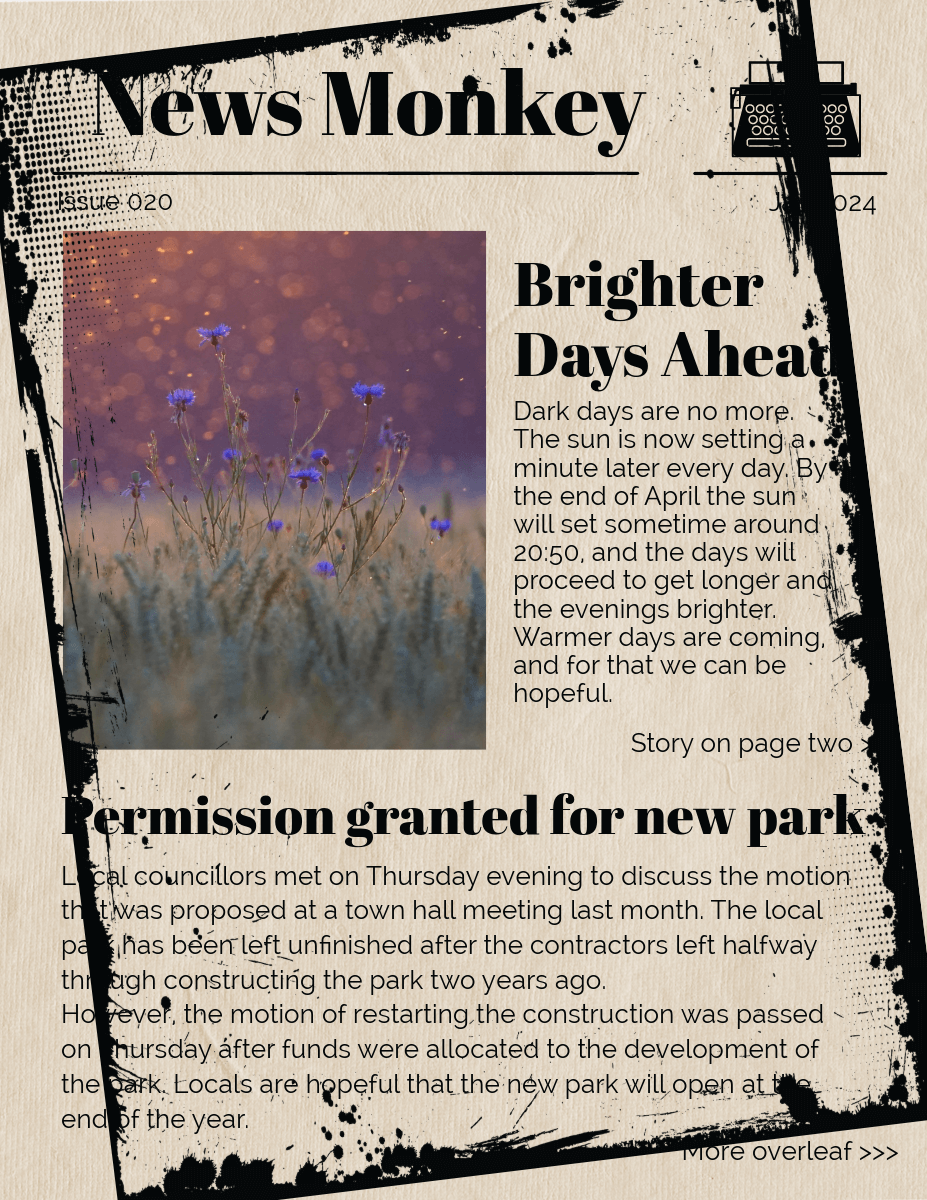 News Monkey
Issue 020
2024
Brighter
Days Ahead
Dark days are no more.
The sun is now setting a
minute later every day. By
the end of April the sun
will set sometime around
20:50, and the days will
proceed to get longer and
the evenings brighter.
Warmer days are coming,
and for that we can be
hopeful.
Story on page two >
Permission granted for new park
Local councillors met on Thursday evening to discuss the motion
that was proposed at a town hall meeting last month. The local
park has been left unfinished after the contractors left halfway
through constructing the park two years ago.
However, the motion of restarting the construction was passed
on Thursday after funds were allocated to the development of
the park. Locals are hopeful that the new park will open at the
end of the year.
More overleaf >>>